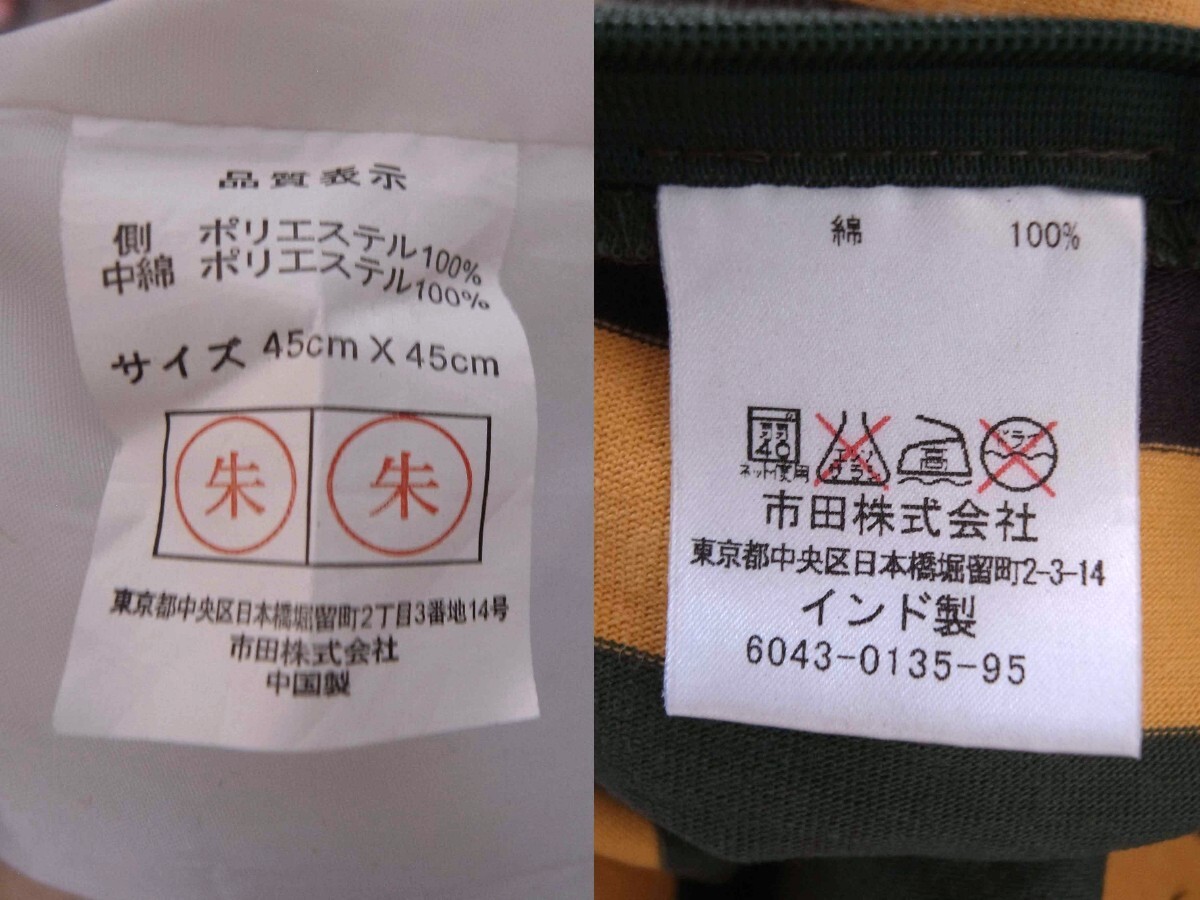 品質表示
側 ポリエステル100%
中綿 ポリエステル100%
サイズ 45cm X 45cm
朱 朱
東京都中央区日本橋堀留町2丁目3番地14号
市田株式会社
中国製
綿 100%
40 高 ドライ
ネット使用
市田株式会社
東京都中央区日本橋堀留町2-3-14
インド製
6043-0135-95